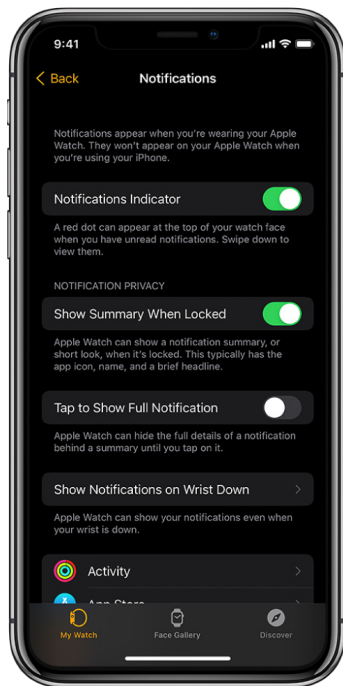 9:41
Back
Notifications
Notifications appear when you're wearing your Apple
Watch. They won't appear on your Apple Watch when
you're using your iPhone.
Notifications Indicator
A red dot can appear at the top of your watch face
when you have unread notifications. Swipe down to
view them.
NOTIFICATION PRIVACY
Show Summary When Locked
Apple Watch can show a notification summary, or
short look, when it's locked. This typically has the
app icon, name, and a brief headline.
Tap to Show Full Notification
Apple Watch can hide the full details of a notification
behind a summary until you tap on it.
Show Notifications on Wrist Down
Apple Watch can show your notifications even when
your wrist is down.
Activity
App Store
My Watch
Face Gallery
Discover